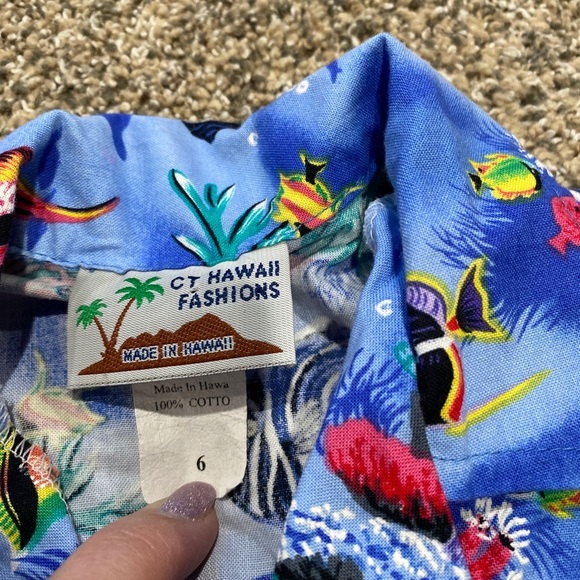 CT HAWAII
FASHIONS
MADE IN HAWAII
Made In Hawa
100% COTTO
6